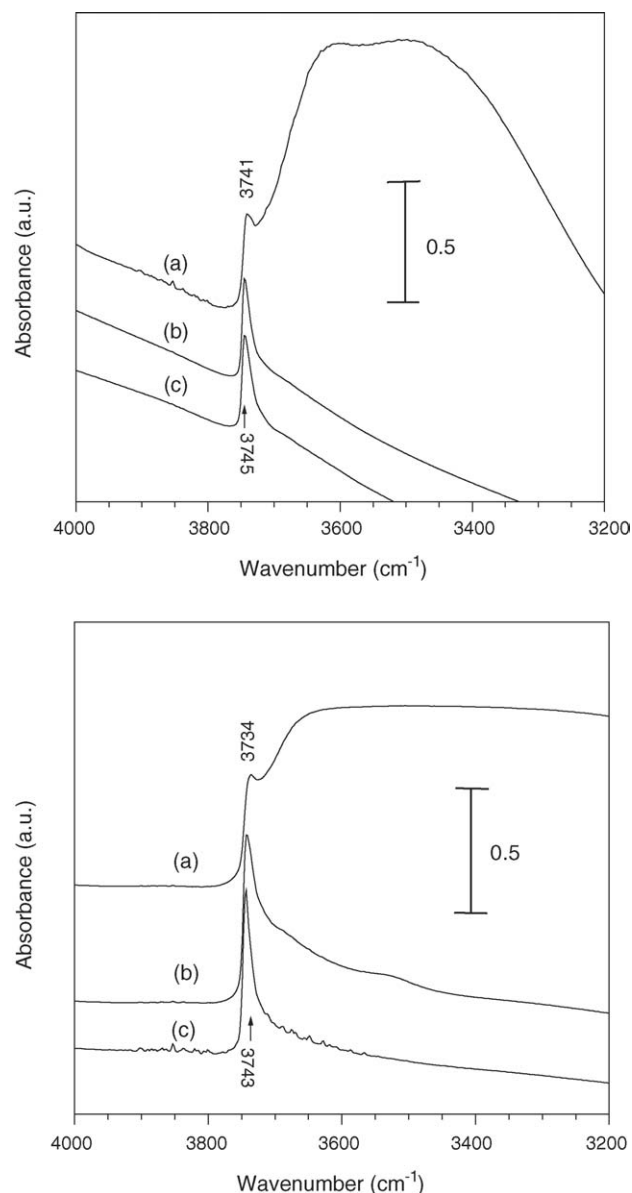 Absorbance (a.u.)
3741
(a)
0.5
(b)
(c)
3745
4000 3800 3600 3400 3200
Wavenumber (cm-1)
Absorbance (a.u.)
3734
(a)
0.5
(b)
(c)
3743
4000 3800 3600 3400 3200
Wavenumber (cm-1)